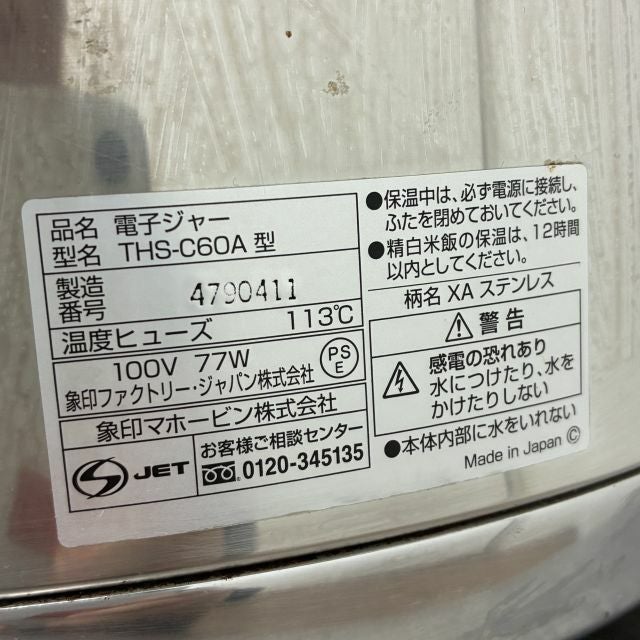 品名 電子ジャー
型名 THS-C60A 型
製造
番号 4790411
温度ヒューズ 113℃
100V 77W
PS
E
象印ファクトリー・ジャパン株式会社
象印マホービン株式会社
JET
お客様ご相談センター
0120-345135
●保温中は、必ず電源に接続し、
ふたを閉めておいてください。
●精白米飯の保温は、12時間
以内としてください。
柄名 XA ステンレス
⚠ 警告
感電の恐れあり
水につけたり、水を
かけたりしない
●本体内部に水をいれない
Made in Japan Ⓒ